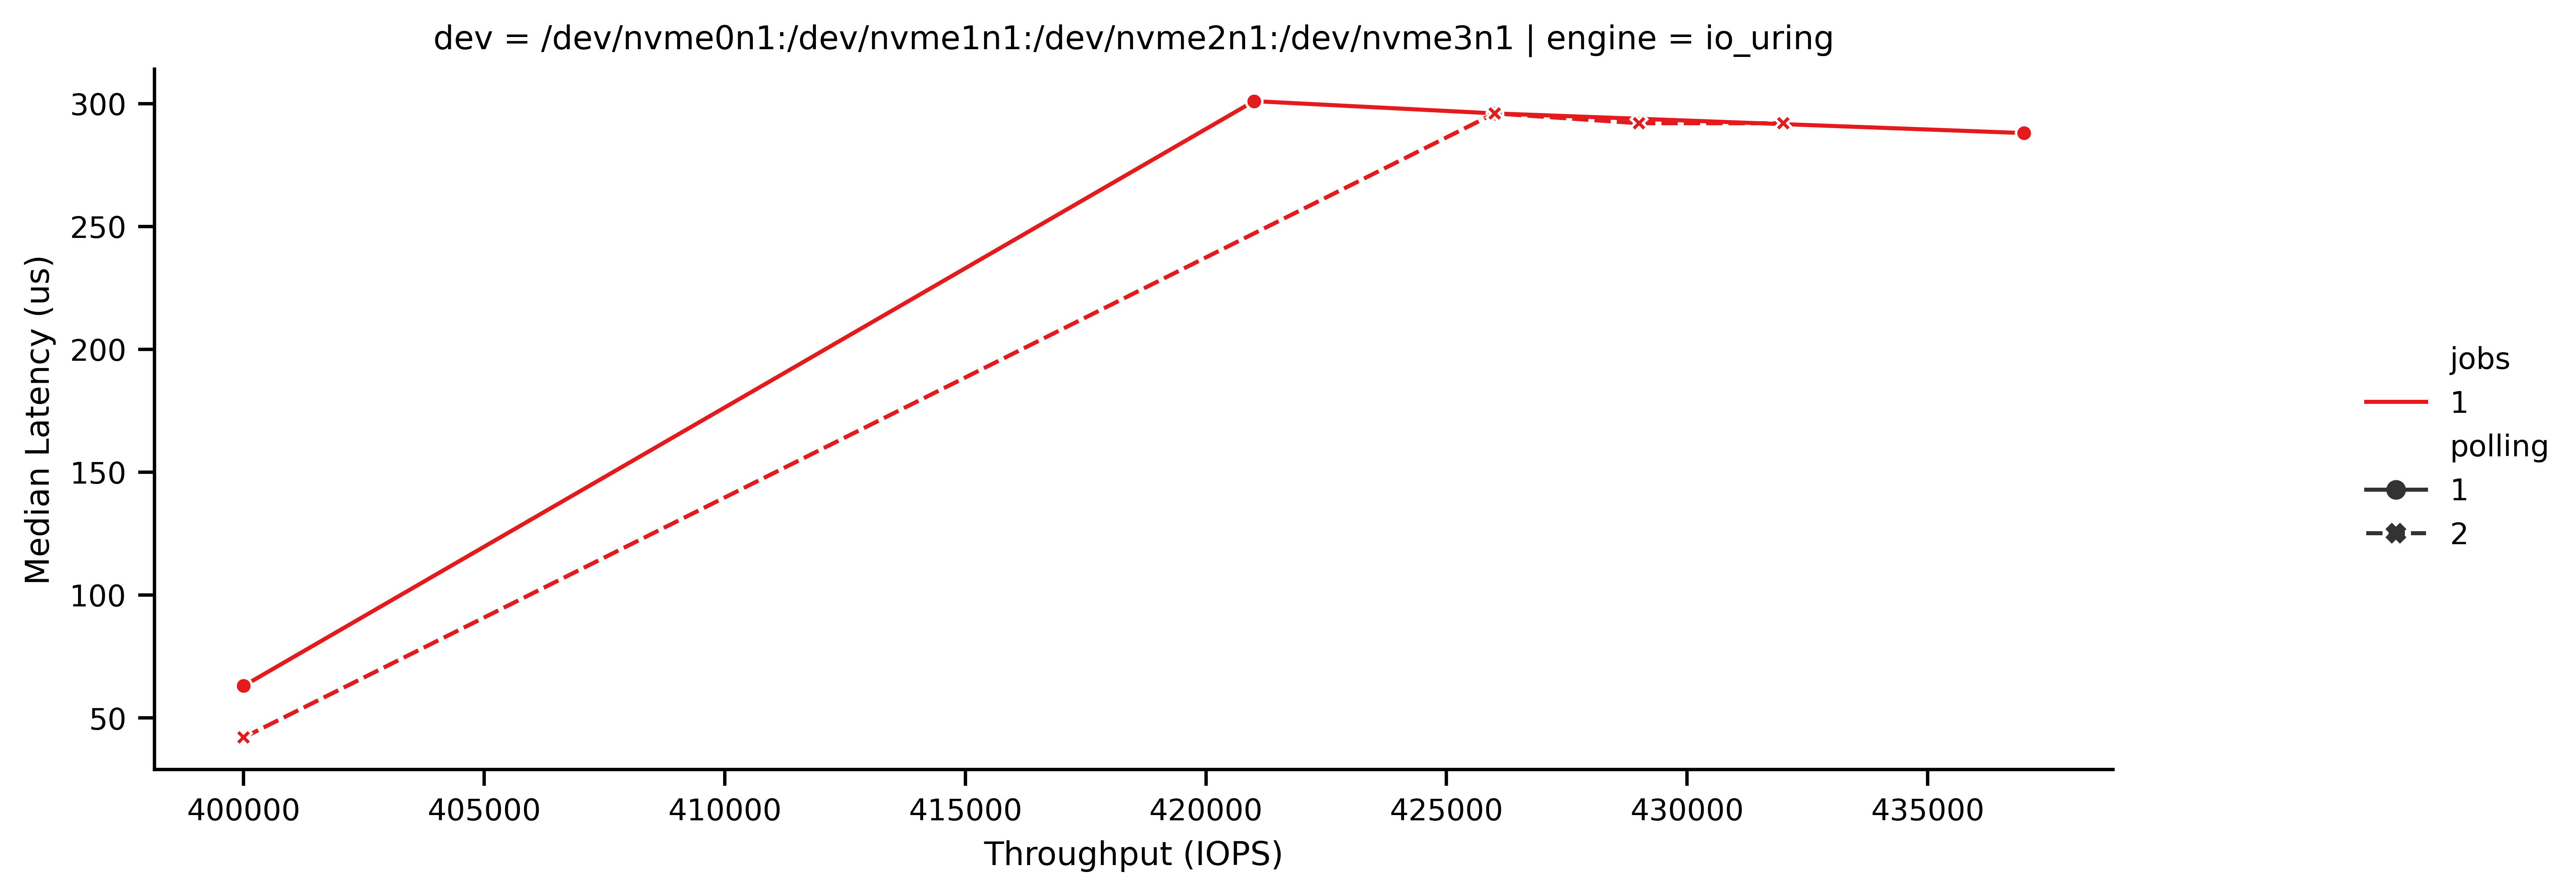 dev = /dev/nvme0n1:/dev/nvme1n1:/dev/nvme2n1:/dev/nvme3n1 | engine = io_uring
300
250
200
150
100
50
Median Latency (us)
400000 405000 410000 415000 420000 425000 430000 435000
Throughput (IOPS)
jobs
1
polling
1
2